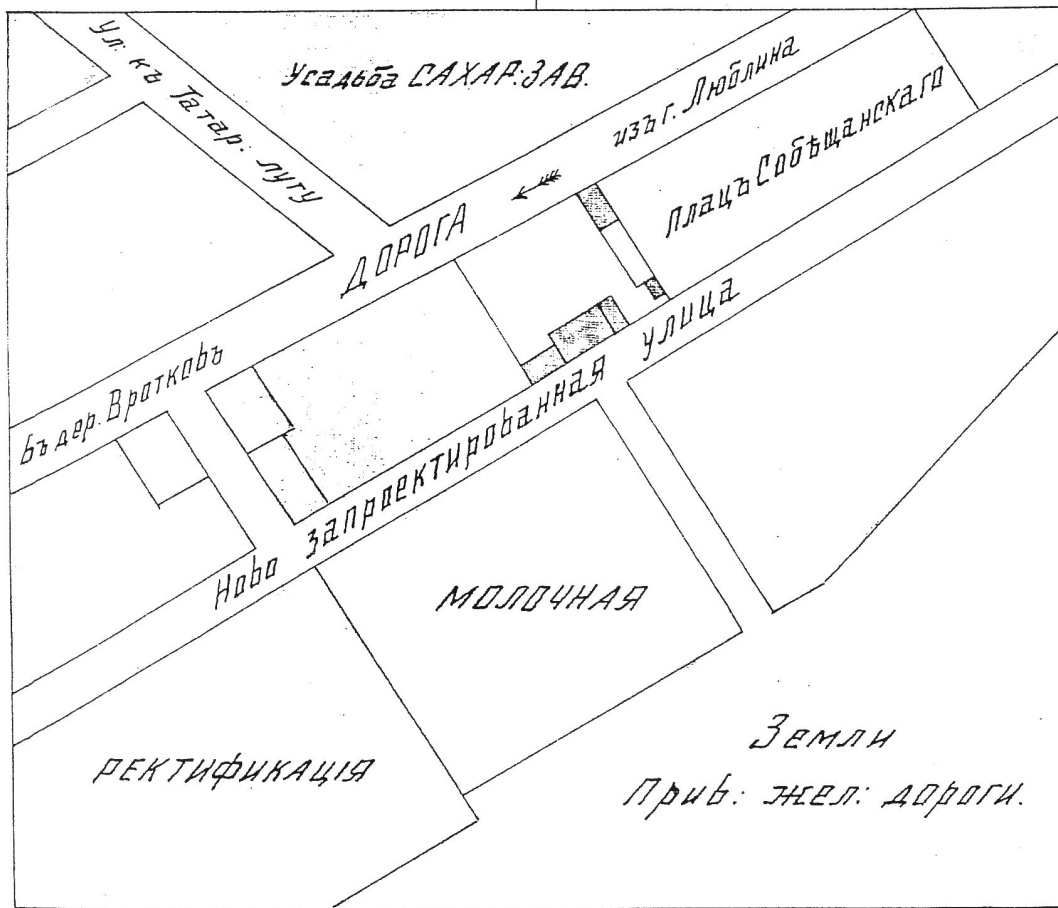 Ул: къ Татар: лугу
Усадьба САХАР: ЗАВ.
изъ г. Люблина
Плацъ Собѣщанскаго
ДОРОГА
въ дер. Вротковъ
Ново запроектированная улица
МОЛОЧНАЯ
РЕКТИФИКАЦІЯ
Земли
Прив: жел: дороги.